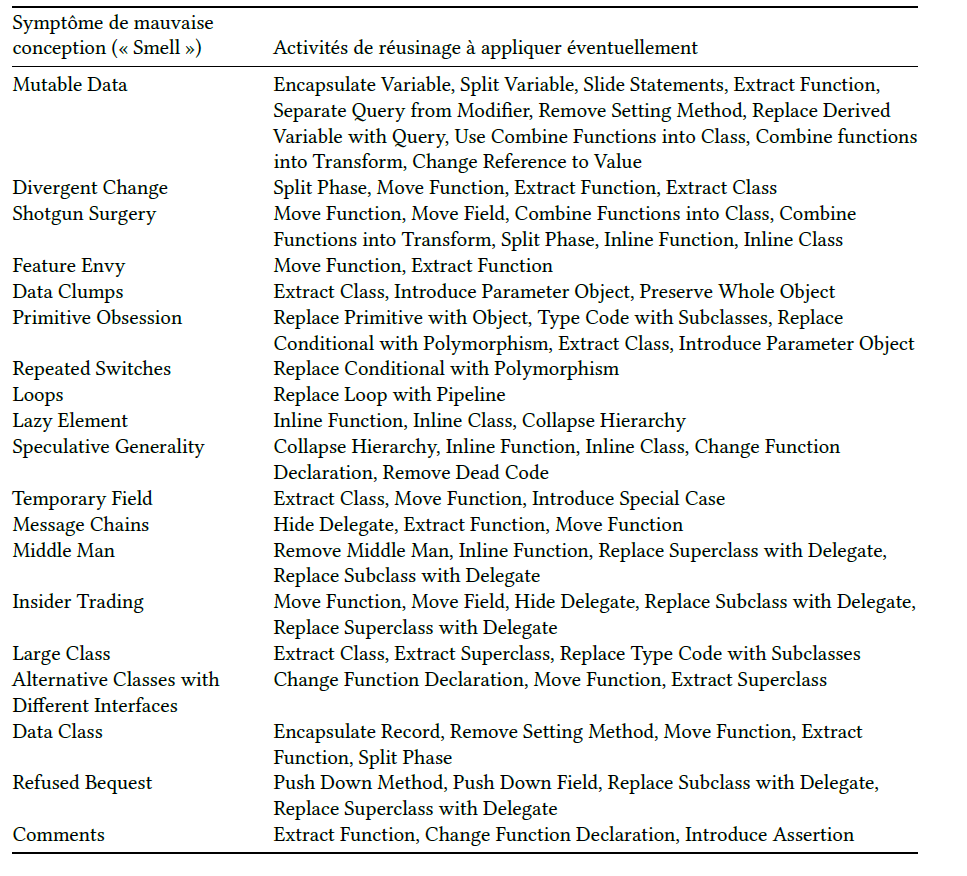 Symptôme de mauvaise
conception (« Smell ») Activités de réusinage à appliquer éventuellement
Mutable Data Encapsulate Variable, Split Variable, Slide Statements, Extract Function,
Separate Query from Modifier, Remove Setting Method, Replace Derived
Variable with Query, Use Combine Functions into Class, Combine functions
into Transform, Change Reference to Value
Divergent Change Split Phase, Move Function, Extract Function, Extract Class
Shotgun Surgery Move Function, Move Field, Combine Functions into Class, Combine
Functions into Transform, Split Phase, Inline Function, Inline Class
Feature Envy Move Function, Extract Function
Data Clumps Extract Class, Introduce Parameter Object, Preserve Whole Object
Primitive Obsession Replace Primitive with Object, Type Code with Subclasses, Replace
Conditional with Polymorphism, Extract Class, Introduce Parameter Object
Repeated Switches Replace Conditional with Polymorphism
Loops Replace Loop with Pipeline
Lazy Element Inline Function, Inline Class, Collapse Hierarchy
Speculative Generality Collapse Hierarchy, Inline Function, Inline Class, Change Function
Declaration, Remove Dead Code
Temporary Field Extract Class, Move Function, Introduce Special Case
Message Chains Hide Delegate, Extract Function, Move Function
Middle Man Remove Middle Man, Inline Function, Replace Superclass with Delegate,
Replace Subclass with Delegate
Insider Trading Move Function, Move Field, Hide Delegate, Replace Subclass with Delegate,
Replace Superclass with Delegate
Large Class Extract Class, Extract Superclass, Replace Type Code with Subclasses
Alternative Classes with Change Function Declaration, Move Function, Extract Superclass
Different Interfaces
Data Class Encapsulate Record, Remove Setting Method, Move Function, Extract
Function, Split Phase
Refused Bequest Push Down Method, Push Down Field, Replace Subclass with Delegate,
Replace Superclass with Delegate
Comments Extract Function, Change Function Declaration, Introduce Assertion